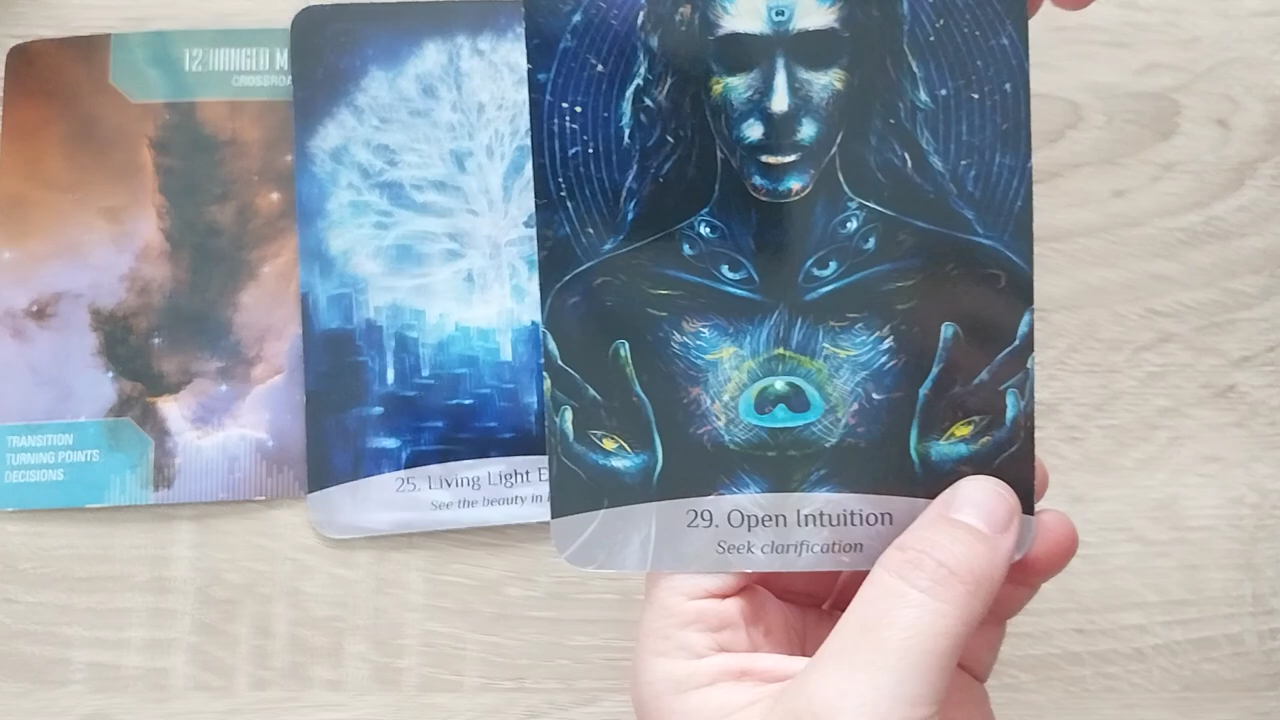 12 HANGED M
CROSSROA
TRANSITION
TURNING POINTS
DECISIONS
25. Living Light E
See the beauty in
29. Open Intuition
Seek clarification